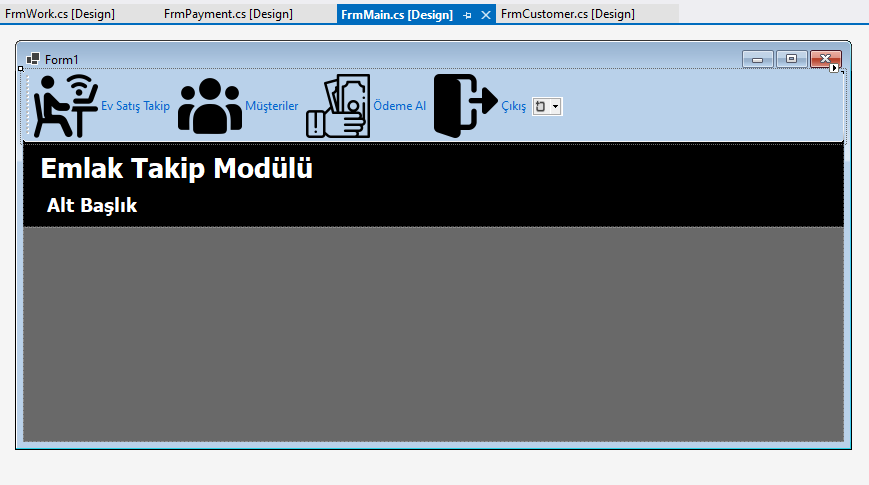 FrmWork.cs [Design] FrmPayment.cs [Design] FrmMain.cs [Design] FrmCustomer.cs [Design]
Form1
Ev Satış Takip Müşteriler Ödeme Al Çıkış
Emlak Takip Modülü
Alt Başlık